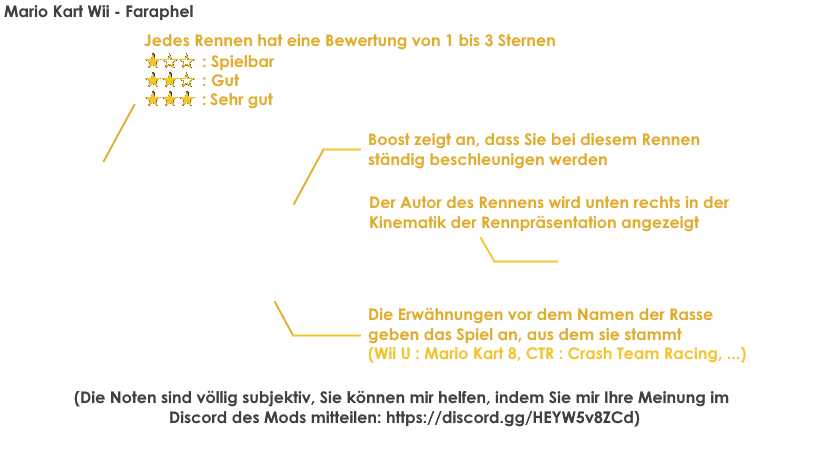 Mario Kart Wii - Faraphel
Jedes Rennen hat eine Bewertung von 1 bis 3 Sternen
: Spielbar
: Gut
: Sehr gut
Boost zeigt an, dass Sie bei diesem Rennen
ständig beschleunigen werden
Der Autor des Rennens wird unten rechts in der
Kinematik der Rennpräsentation angezeigt
Die Erwähnungen vor dem Namen der Rasse
geben das Spiel an, aus dem sie stammt
(Wii U : Mario Kart 8, CTR : Crash Team Racing, ...)
(Die Noten sind völlig subjektiv, Sie können mir helfen, indem Sie mir Ihre Meinung im
Discord des Mods mitteilen: https://discord.gg/HEYW5v8ZCd)